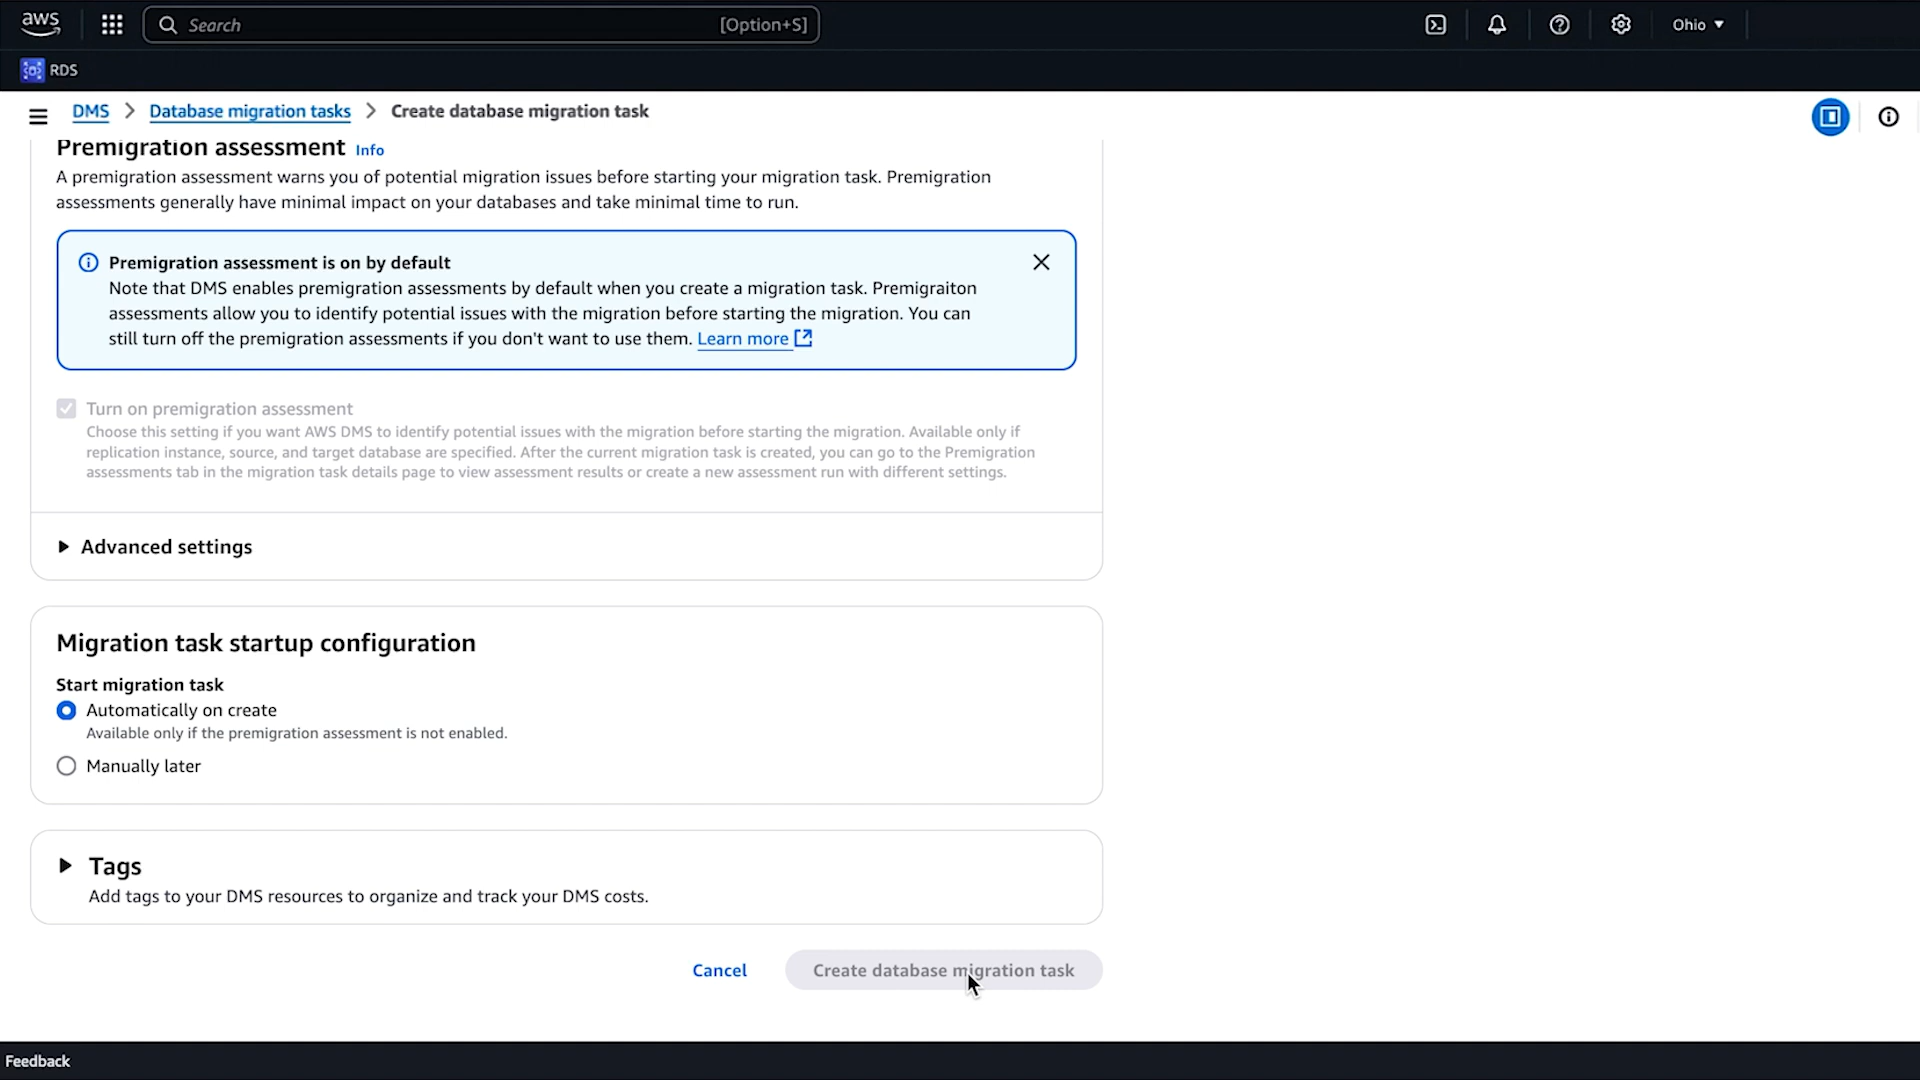 aws
Search [Option+S]
Ohio
RDS
DMS > Database migration tasks > Create database migration task
Premigration assessment Info
A premigration assessment warns you of potential migration issues before starting your migration task. Premigration
assessments generally have minimal impact on your databases and take minimal time to run.
Premigration assessment is on by default
Note that DMS enables premigration assessments by default when you create a migration task. Premigraiton
assessments allow you to identify potential issues with the migration before starting the migration. You can
still turn off the premigration assessments if you don't want to use them. Learn more
Turn on premigration assessment
Choose this setting if you want AWS DMS to identify potential issues with the migration before starting the migration. Available only if
replication instance, source, and target database are specified. After the current migration task is created, you can go to the Premigration
assessments tab in the migration task details page to view assessment results or create a new assessment run with different settings.
Advanced settings
Migration task startup configuration
Start migration task
Automatically on create
Available only if the premigration assessment is not enabled.
Manually later
Tags
Add tags to your DMS resources to organize and track your DMS costs.
Cancel Create database migration task
Feedback